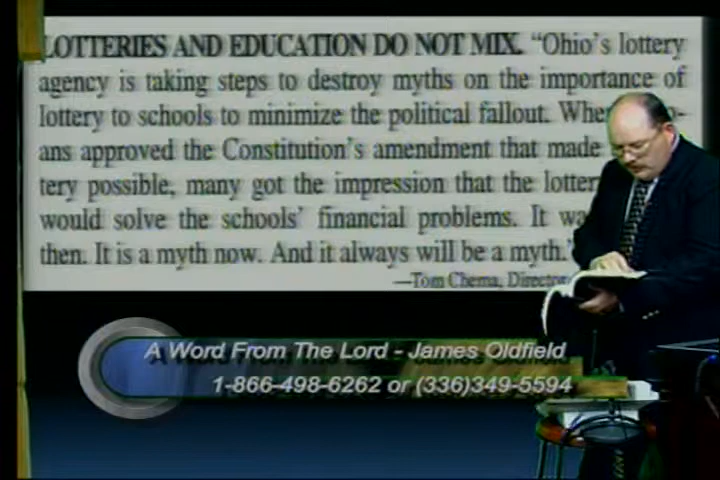 LOTTERIES AND EDUCATION DO NOT MIX. “Ohio’s lottery
agency is taking steps to destroy myths on the importance of
lottery to schools to minimize the political fallout. Whe
ans approved the Constitution’s amendment that made
tery possible, many got the impression that the lotter
would solve the schools’ financial problems. It wa
then. It is a myth now. And it always will be a myth.”
—Tom Chema, Director
A Word From The Lord - James Oldfield
1-866-498-6262 or (336)349-5594